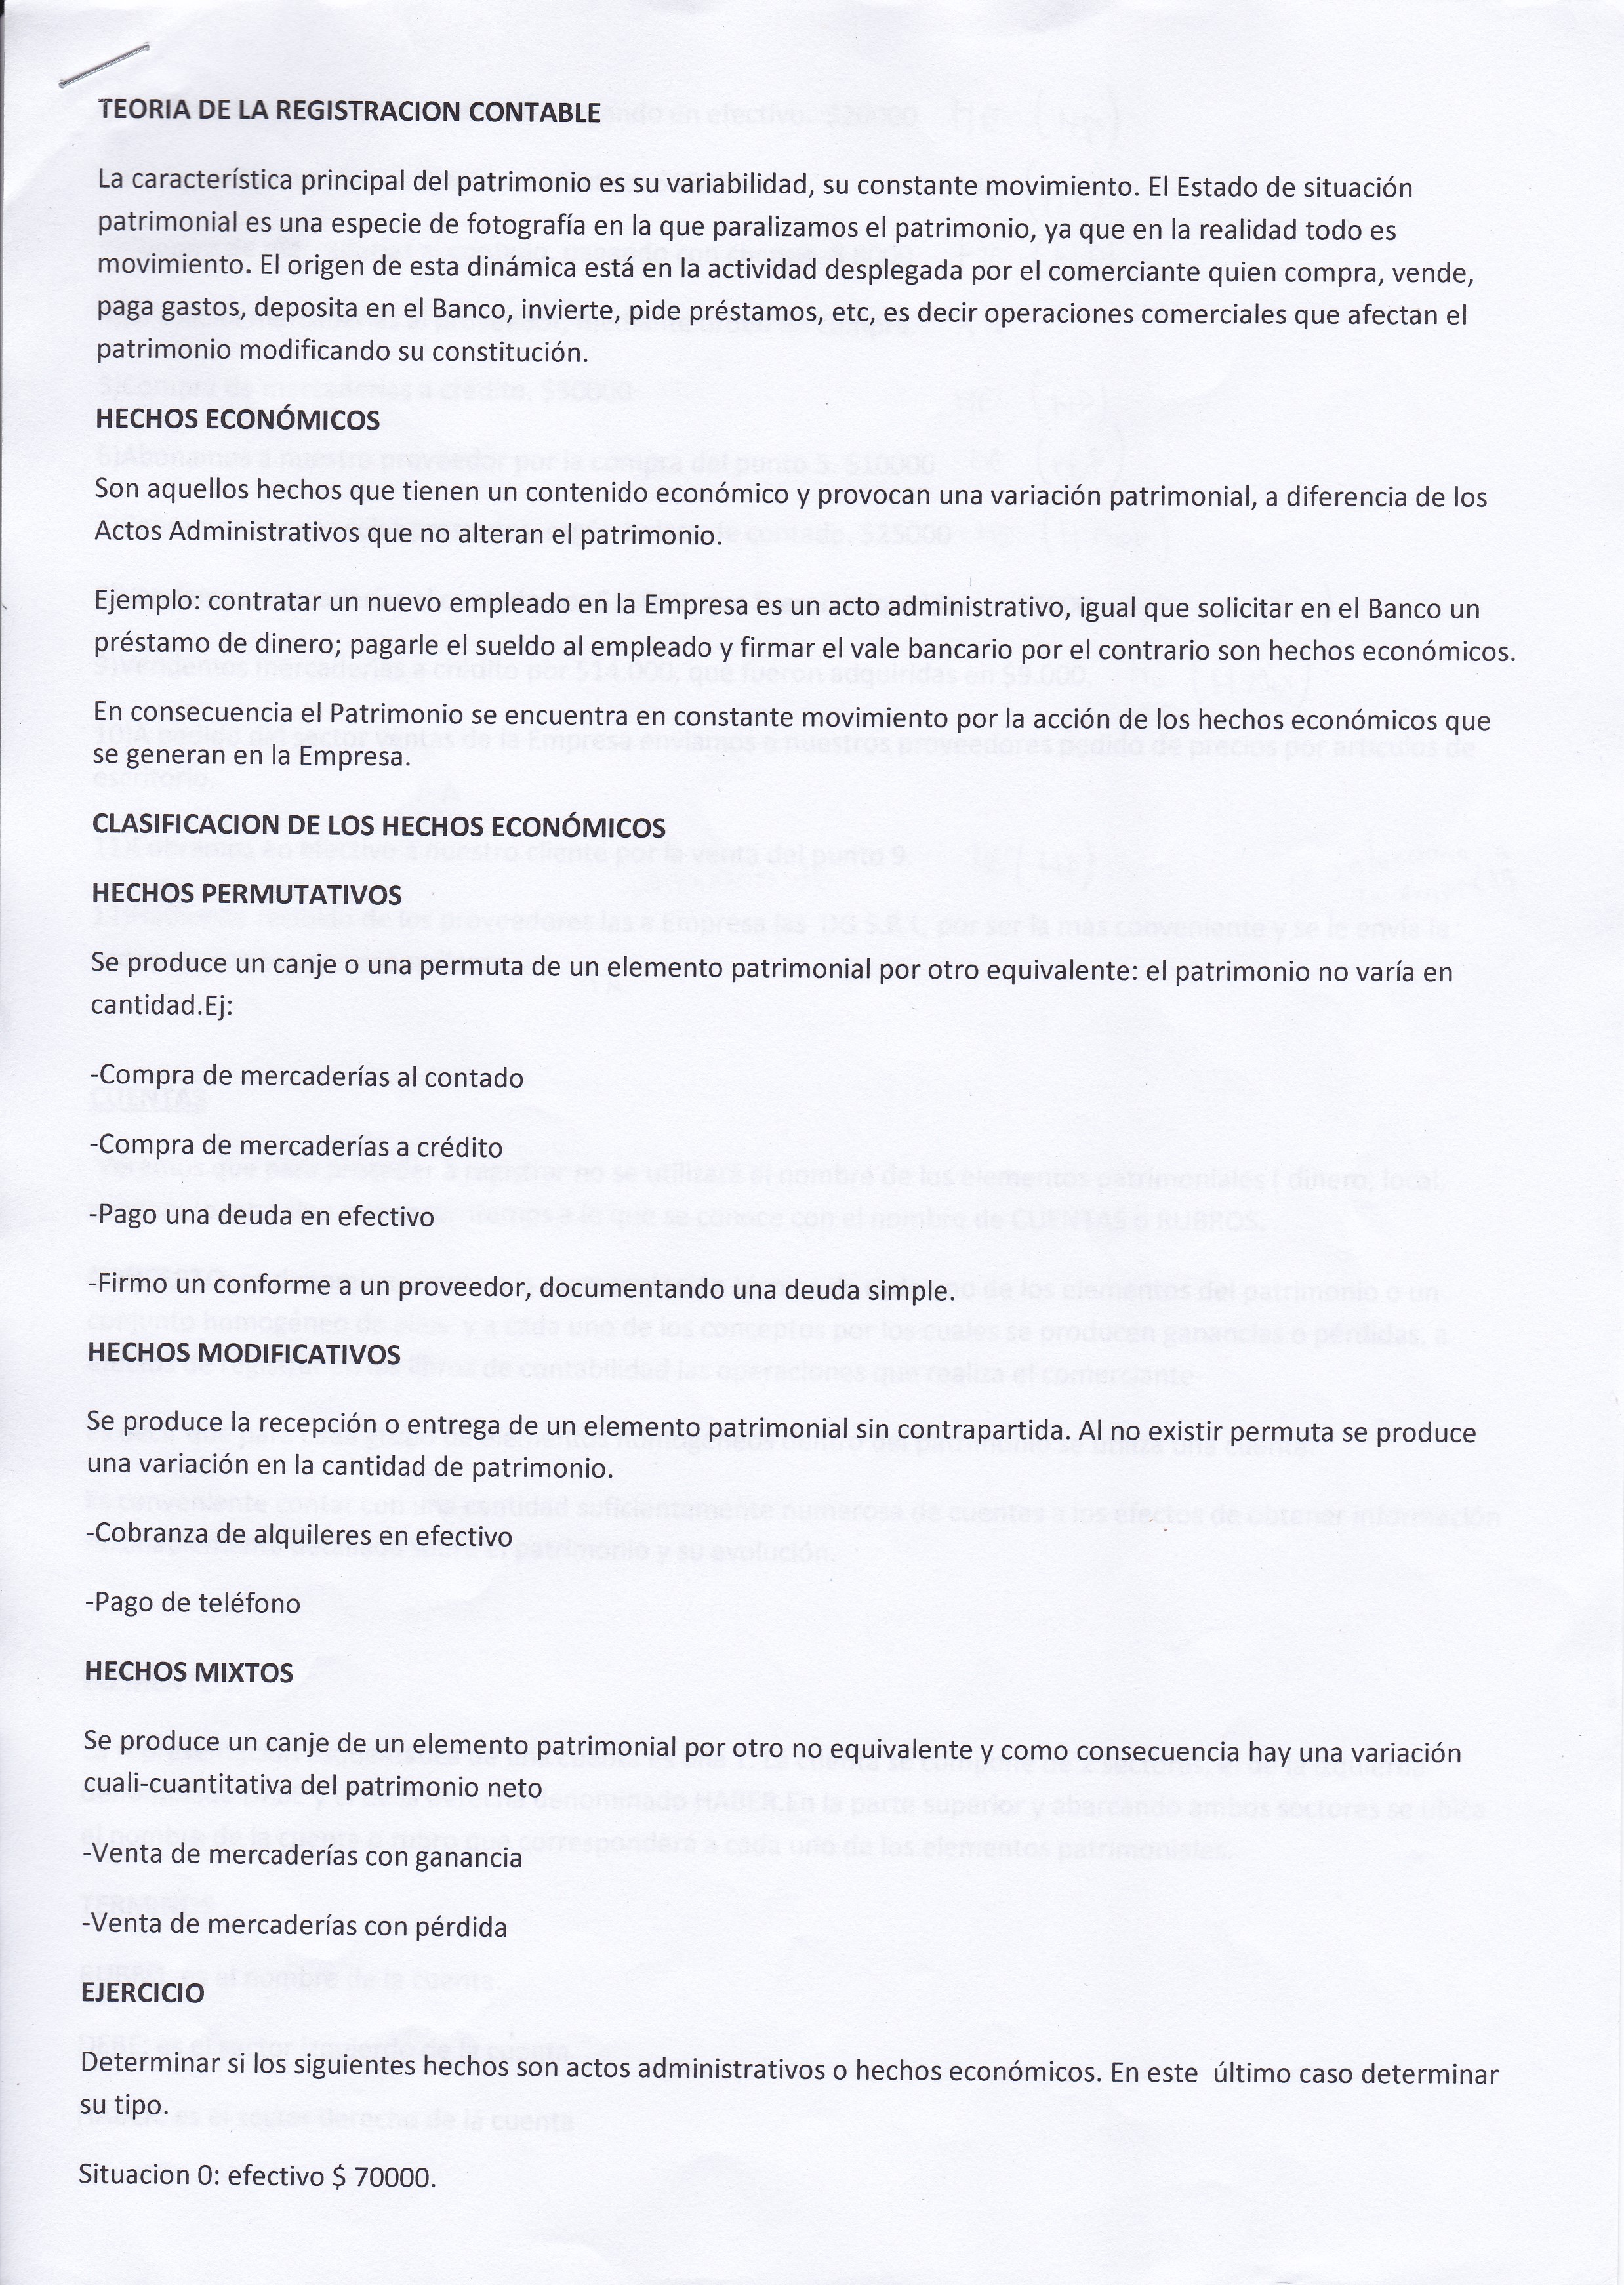 TEORIA DE LA REGISTRACION CONTABLE
La característica principal del patrimonio es su variabilidad, su constante movimiento. El Estado de situación
patrimonial es una especie de fotografía en la que paralizamos el patrimonio, ya que en la realidad todo es
movimiento. El origen de esta dinámica está en la actividad desplegada por el comerciante quien compra, vende,
paga gastos, deposita en el Banco, invierte, pide préstamos, etc, es decir operaciones comerciales que afectan el
patrimonio modificando su constitución.
HECHOS ECONÓMICOS
Son aquellos hechos que tienen un contenido económico y provocan una variación patrimonial, a diferencia de los
Actos Administrativos que no alteran el patrimonio.
Ejemplo: contratar un nuevo empleado en la Empresa es un acto administrativo, igual que solicitar en el Banco un
préstamo de dinero; pagarle el sueldo al empleado y firmar el vale bancario por el contrario son hechos económicos.
En consecuencia el Patrimonio se encuentra en constante movimiento por la acción de los hechos económicos que
se generan en la Empresa.
CLASIFICACION DE LOS HECHOS ECONÓMICOS
HECHOS PERMUTATIVOS
Se produce un canje o una permuta de un elemento patrimonial por otro equivalente: el patrimonio no varía en
cantidad.Ej:
-Compra de mercaderías al contado
-Compra de mercaderías a crédito
-Pago una deuda en efectivo
-Firmo un conforme a un proveedor, documentando una deuda simple.
HECHOS MODIFICATIVOS
Se produce la recepción o entrega de un elemento patrimonial sin contrapartida. Al no existir permuta se produce
una variación en la cantidad de patrimonio.
-Cobranza de alquileres en efectivo
-Pago de teléfono
HECHOS MIXTOS
Se produce un canje de un elemento patrimonial por otro no equivalente y como consecuencia hay una variación
cuali-cuantitativa del patrimonio neto
-Venta de mercaderías con ganancia
-Venta de mercaderías con pérdida
EJERCICIO
Determinar si los siguientes hechos son actos administrativos o hechos económicos. En este  último caso determinar
su tipo.
Situacion 0: efectivo $ 70000.